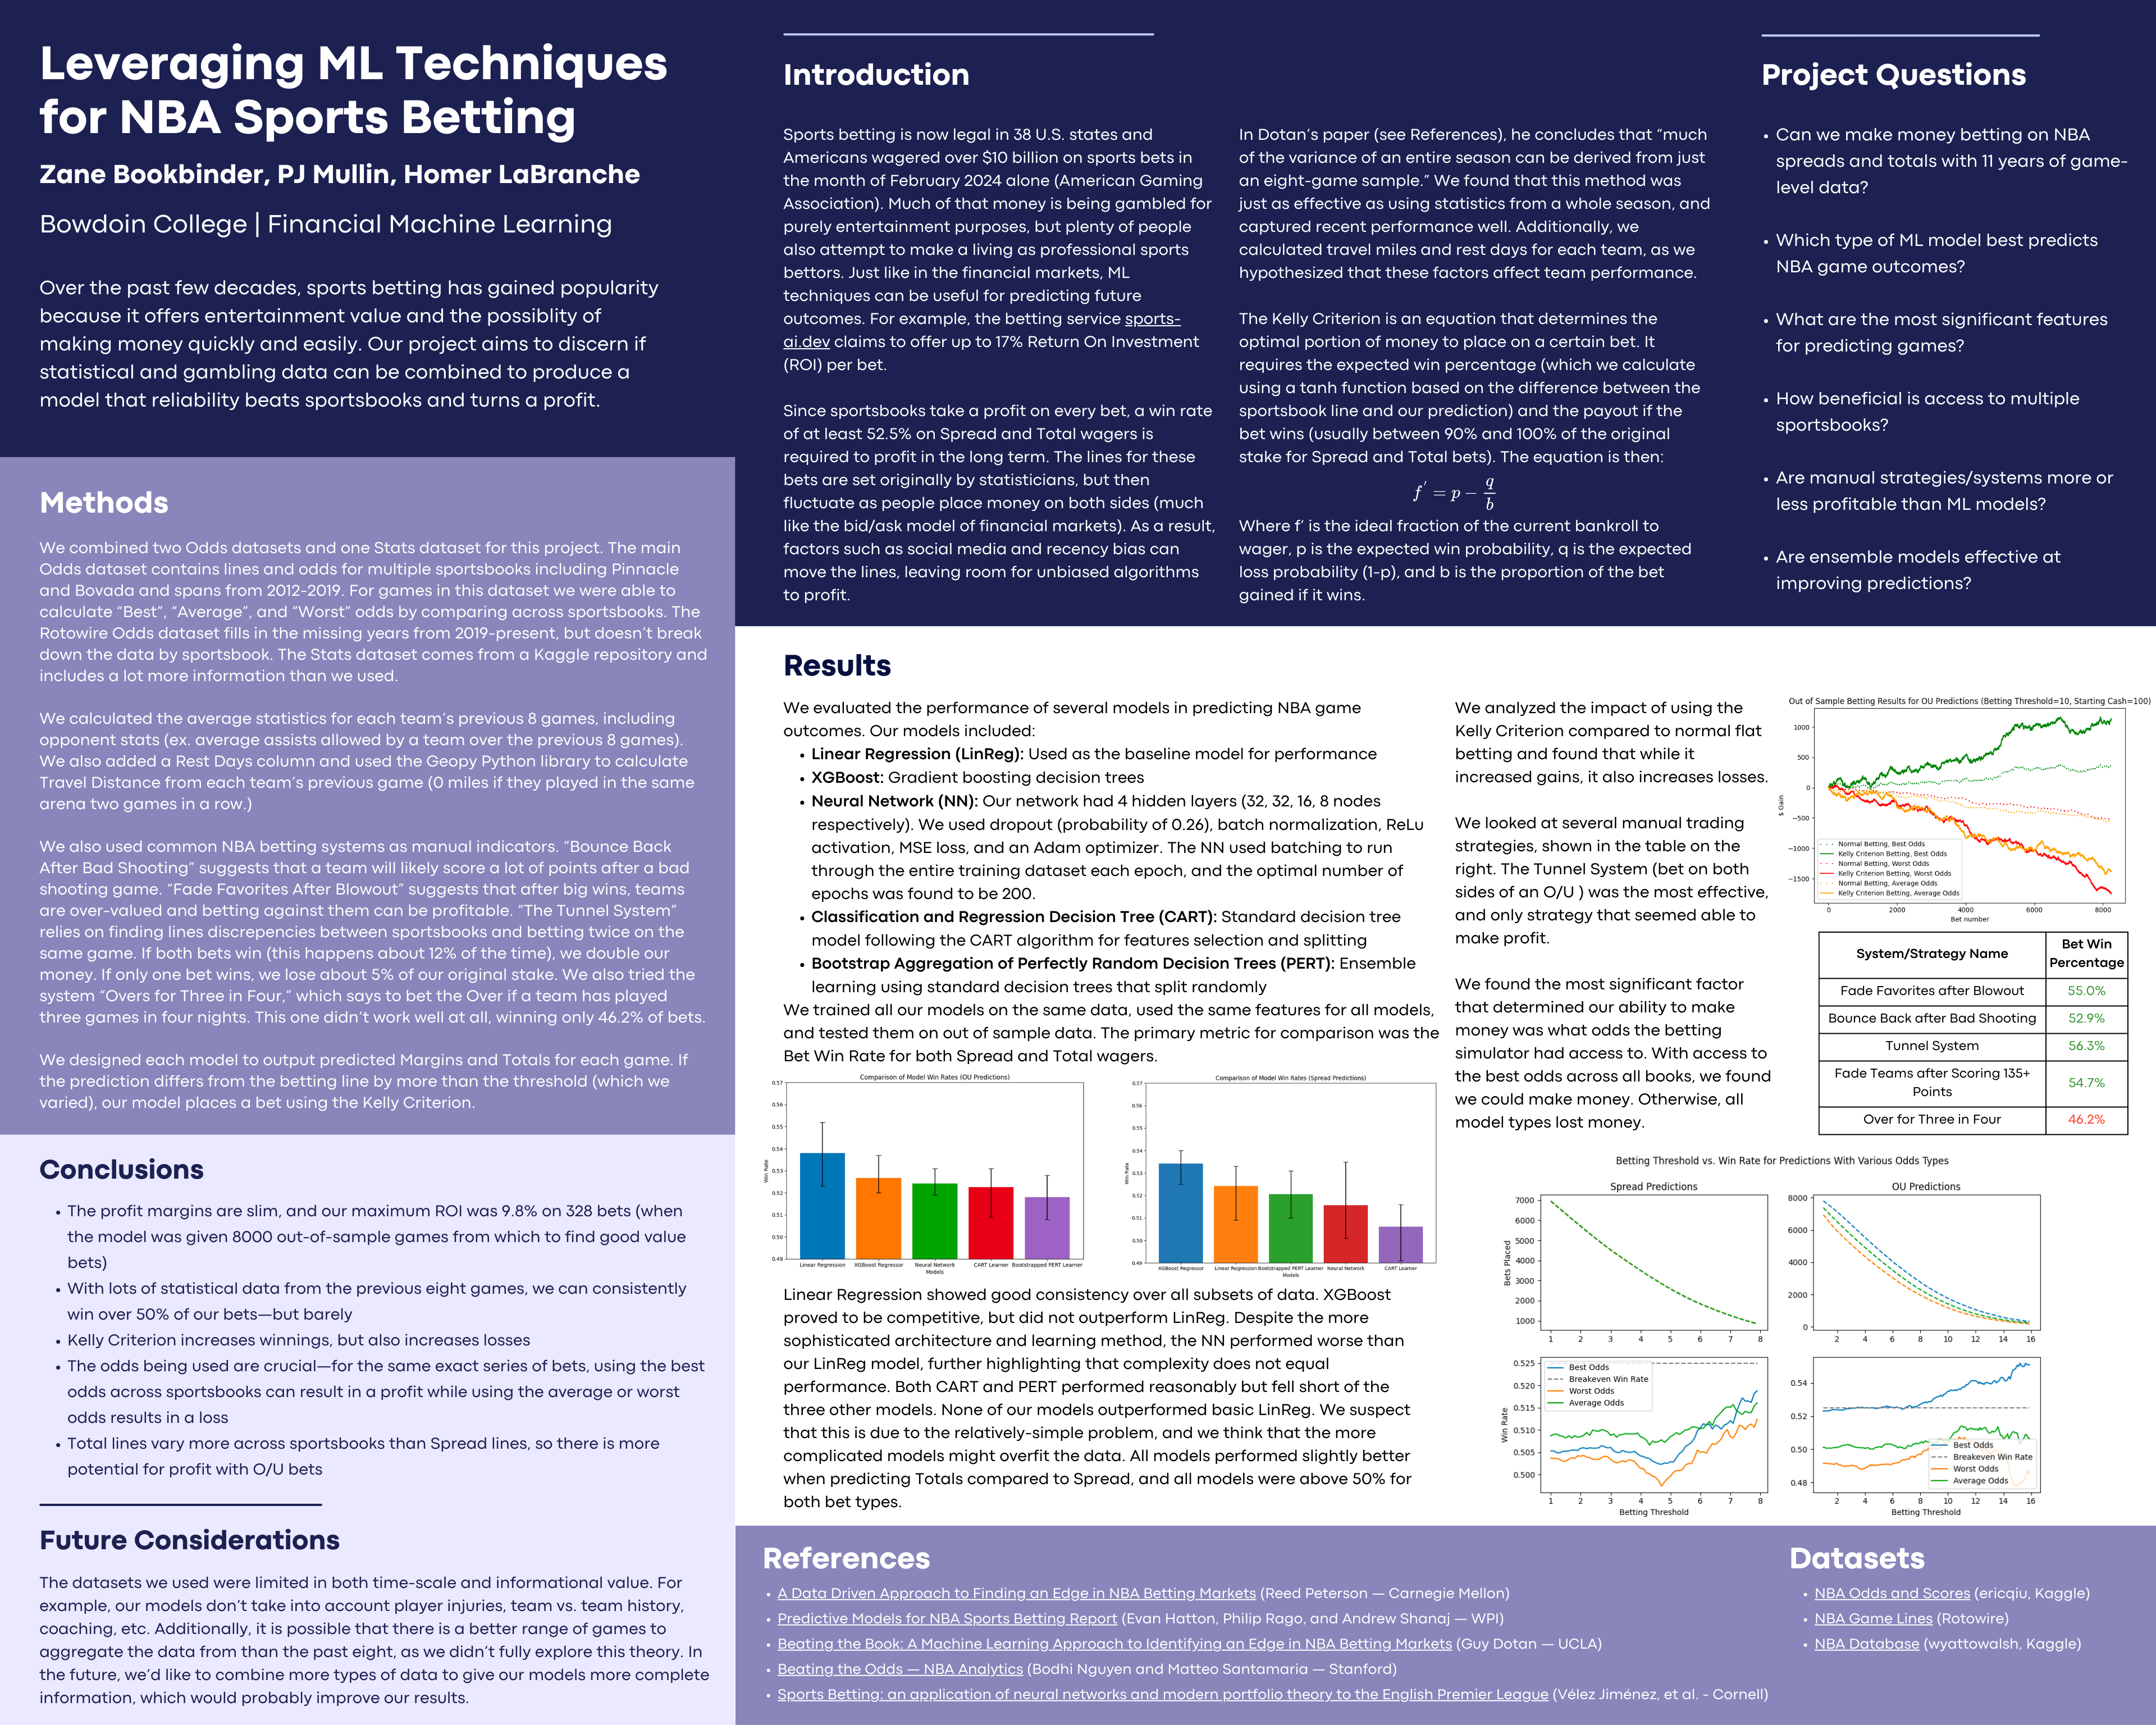 Leveraging ML Techniques
for NBA Sports Betting
Zane Bookbinder, PJ Mullin, Homer LaBranche
Bowdoin College | Financial Machine Learning
Over the past few decades, sports betting has gained popularity
because it offers entertainment value and the possiblity of
making money quickly and easily. Our project aims to discern if
statistical and gambling data can be combined to produce a
model that reliability beats sportsbooks and turns a profit.
Introduction
Sports betting is now legal in 38 U.S. states and
Americans wagered over $10 billion on sports bets in
the month of February 2024 alone (American Gaming
Association). Much of that money is being gambled for
purely entertainment purposes, but plenty of people
also attempt to make a living as professional sports
bettors. Just like in the financial markets, ML
techniques can be useful for predicting future
outcomes. For example, the betting service sports-
ai.dev claims to offer up to 17% Return On Investment
(ROI) per bet.
Since sportsbooks take a profit on every bet, a win rate
of at least 52.5% on Spread and Total wagers is
required to profit in the long term. The lines for these
bets are set originally by statisticians, but then
fluctuate as people place money on both sides (much
like the bid/ask model of financial markets). As a result,
factors such as social media and recency bias can
move the lines, leaving room for unbiased algorithms
to profit.
In Dotan's paper (see References), he concludes that "much
of the variance of an entire season can be derived from just
an eight-game sample." We found that this method was
just as effective as using statistics from a whole season, and
captured recent performance well. Additionally, we
calculated travel miles and rest days for each team, as we
hypothesized that these factors affect team performance.
The Kelly Criterion is an equation that determines the
optimal portion of money to place on a certain bet. It
requires the expected win percentage (which we calculate
using a tanh function based on the difference between the
sportsbook line and our prediction) and the payout if the
bet wins (usually between 90% and 100% of the original
stake for Spread and Total bets). The equation is then:
f' = p − q/b
Where f' is the ideal fraction of the current bankroll to
wager, p is the expected win probability, q is the expected
loss probability (1-p), and b is the proportion of the bet
gained if it wins.
Project Questions
• Can we make money betting on NBA
spreads and totals with 11 years of game-
level data?
• Which type of ML model best predicts
NBA game outcomes?
• What are the most significant features
for predicting games?
• How beneficial is access to multiple
sportsbooks?
• Are manual strategies/systems more or
less profitable than ML models?
• Are ensemble models effective at
improving predictions?
Methods
We combined two Odds datasets and one Stats dataset for this project. The main
Odds dataset contains lines and odds for multiple sportsbooks including Pinnacle
and Bovada and spans from 2012-2019. For games in this dataset we were able to
calculate "Best", "Average", and "Worst" odds by comparing across sportsbooks. The
Rotowire Odds dataset fills in the missing years from 2019-present, but doesn't break
down the data by sportsbook. The Stats dataset comes from a Kaggle repository and
includes a lot more information than we used.
We calculated the average statistics for each team's previous 8 games, including
opponent stats (ex. average assists allowed by a team over the previous 8 games).
We also added a Rest Days column and used the Geopy Python library to calculate
Travel Distance from each team's previous game (0 miles if they played in the same
arena two games in a row.)
We also used common NBA betting systems as manual indicators. "Bounce Back
After Bad Shooting" suggests that a team will likely score a lot of points after a bad
shooting game. "Fade Favorites After Blowout" suggests that after big wins, teams
are over-valued and betting against them can be profitable. "The Tunnel System"
relies on finding lines discrepencies between sportsbooks and betting twice on the
same game. If both bets win (this happens about 12% of the time), we double our
money. If only one bet wins, we lose about 5% of our original stake. We also tried the
system "Overs for Three in Four," which says to bet the Over if a team has played
three games in four nights. This one didn't work well at all, winning only 46.2% of bets.
We designed each model to output predicted Margins and Totals for each game. If
the prediction differs from the betting line by more than the threshold (which we
varied), our model places a bet using the Kelly Criterion.
Conclusions
• The profit margins are slim, and our maximum ROI was 9.8% on 328 bets (when
the model was given 8000 out-of-sample games from which to find good value
bets)
• With lots of statistical data from the previous eight games, we can consistently
win over 50% of our bets—but barely
• Kelly Criterion increases winnings, but also increases losses
• The odds being used are crucial—for the same exact series of bets, using the best
odds across sportsbooks can result in a profit while using the average or worst
odds results in a loss
• Total lines vary more across sportsbooks than Spread lines, so there is more
potential for profit with O/U bets
Future Considerations
The datasets we used were limited in both time-scale and informational value. For
example, our models don't take into account player injuries, team vs. team history,
coaching, etc. Additionally, it is possible that there is a better range of games to
aggregate the data from than the past eight, as we didn't fully explore this theory. In
the future, we'd like to combine more types of data to give our models more complete
information, which would probably improve our results.
Results
We evaluated the performance of several models in predicting NBA game
outcomes. Our models included:
• Linear Regression (LinReg): Used as the baseline model for performance
• XGBoost: Gradient boosting decision trees
• Neural Network (NN): Our network had 4 hidden layers (32, 32, 16, 8 nodes
respectively). We used dropout (probability of 0.26), batch normalization, ReLu
activation, MSE loss, and an Adam optimizer. The NN used batching to run
through the entire training dataset each epoch, and the optimal number of
epochs was found to be 200.
• Classification and Regression Decision Tree (CART): Standard decision tree
model following the CART algorithm for features selection and splitting
• Bootstrap Aggregation of Perfectly Random Decision Trees (PERT): Ensemble
learning using standard decision trees that split randomly
We trained all our models on the same data, used the same features for all models,
and tested them on out of sample data. The primary metric for comparison was the
Bet Win Rate for both Spread and Total wagers.
Comparison of Model Win Rates (OU Predictions)
Win Rate
0.57
0.56
0.55
0.54
0.53
0.52
0.51
0.50
0.49
Linear Regression XGBoost Regressor Neural Network CART Learner Bootstrapped PERT Learner
Models
Comparison of Model Win Rates (Spread Predictions)
Win Rate
0.57
0.56
0.55
0.54
0.53
0.52
0.51
0.50
0.49
XGBoost Regressor Linear Regression Bootstrapped PERT Learner Neural Network CART Learner
Models
Linear Regression showed good consistency over all subsets of data. XGBoost
proved to be competitive, but did not outperform LinReg. Despite the more
sophisticated architecture and learning method, the NN performed worse than
our LinReg model, further highlighting that complexity does not equal
performance. Both CART and PERT performed reasonably but fell short of the
three other models. None of our models outperformed basic LinReg. We suspect
that this is due to the relatively-simple problem, and we think that the more
complicated models might overfit the data. All models performed slightly better
when predicting Totals compared to Spread, and all models were above 50% for
both bet types.
We analyzed the impact of using the
Kelly Criterion compared to normal flat
betting and found that while it
increased gains, it also increases losses.
We looked at several manual trading
strategies, shown in the table on the
right. The Tunnel System (bet on both
sides of an O/U ) was the most effective,
and only strategy that seemed able to
make profit.
We found the most significant factor
that determined our ability to make
money was what odds the betting
simulator had access to. With access to
the best odds across all books, we found
we could make money. Otherwise, all
model types lost money.
Out of Sample Betting Results for OU Predictions (Betting Threshold=10, Starting Cash=100)
$ Gain
1000
500
0
−500
−1000
−1500
Normal Betting, Best Odds
Kelly Criterion Betting, Best Odds
Normal Betting, Worst Odds
Kelly Criterion Betting, Worst Odds
Normal Betting, Average Odds
Kelly Criterion Betting, Average Odds
0 2000 4000 6000 8000
Bet number
System/Strategy Name Bet Win Percentage
Fade Favorites after Blowout 55.0%
Bounce Back after Bad Shooting 52.9%
Tunnel System 56.3%
Fade Teams after Scoring 135+ Points 54.7%
Over for Three in Four 46.2%
Betting Threshold vs. Win Rate for Predictions With Various Odds Types
Spread Predictions
Bets Placed
7000
6000
5000
4000
3000
2000
1000
1 2 3 4 5 6 7 8
OU Predictions
8000
6000
4000
2000
0
2 4 6 8 10 12 14 16
Win Rate
0.525
0.520
0.515
0.510
0.505
0.500
Best Odds
Breakeven Win Rate
Worst Odds
Average Odds
1 2 3 4 5 6 7 8
Betting Threshold
0.54
0.52
0.50
0.48
Best Odds
Breakeven Win Rate
Worst Odds
Average Odds
2 4 6 8 10 12 14 16
Betting Threshold
References
• A Data Driven Approach to Finding an Edge in NBA Betting Markets (Reed Peterson — Carnegie Mellon)
• Predictive Models for NBA Sports Betting Report (Evan Hatton, Philip Rago, and Andrew Shanaj — WPI)
• Beating the Book: A Machine Learning Approach to Identifying an Edge in NBA Betting Markets (Guy Dotan — UCLA)
• Beating the Odds — NBA Analytics (Bodhi Nguyen and Matteo Santamaria — Stanford)
• Sports Betting: an application of neural networks and modern portfolio theory to the English Premier League (Vélez Jiménez, et al. - Cornell)
Datasets
• NBA Odds and Scores (ericqiu, Kaggle)
• NBA Game Lines (Rotowire)
• NBA Database (wyattowalsh, Kaggle)